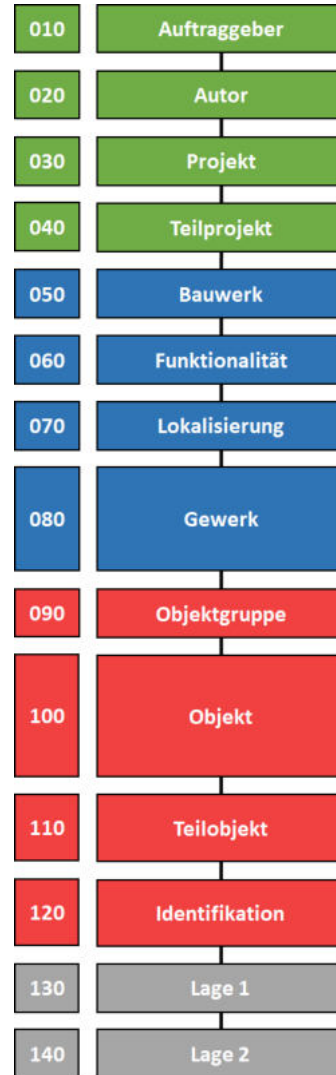 010 Auftraggeber
020 Autor
030 Projekt
040 Teilprojekt
050 Bauwerk
060 Funktionalität
070 Lokalisierung
080 Gewerk
090 Objektgruppe
100 Objekt
110 Teilobjekt
120 Identifikation
130 Lage 1
140 Lage 2